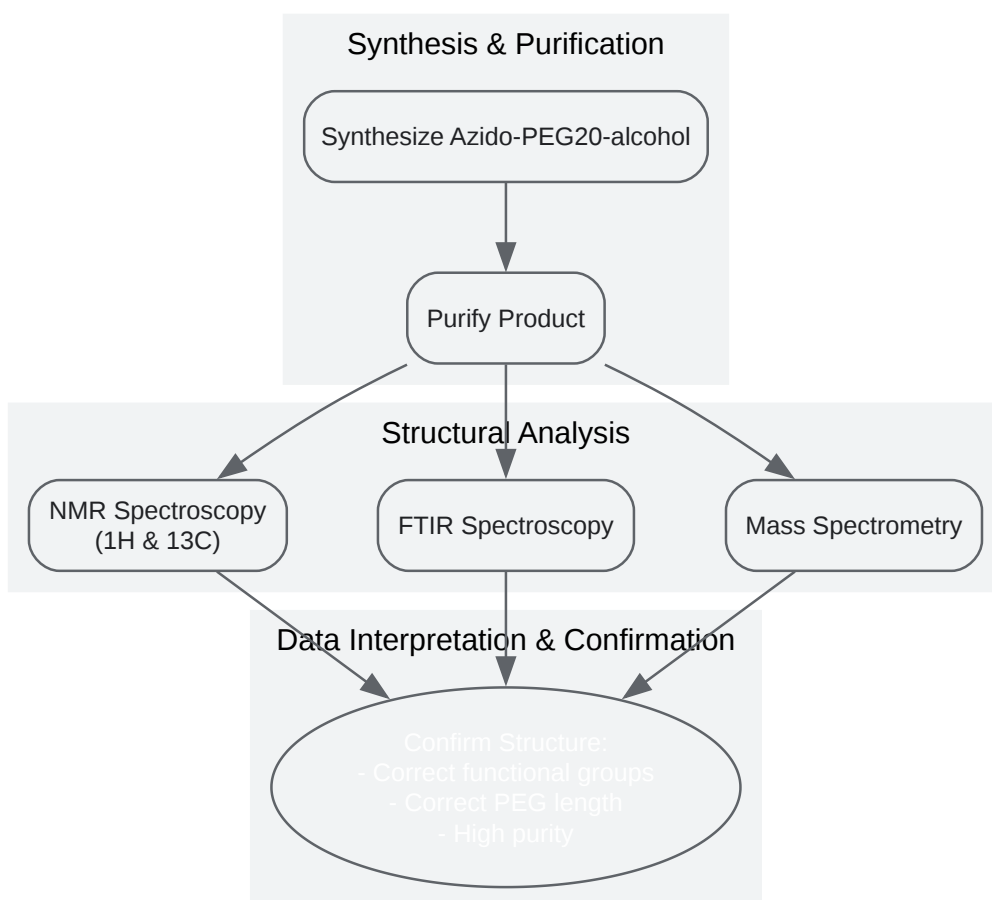 Synthesis & Purification
Synthesize Azido-PEG20-alcohol
Purify Product
Structural Analysis
NMR Spectroscopy
(1H & 13C)
FTIR Spectroscopy
Mass Spectrometry
Data Interpretation & Confirmation
Confirm Structure:
- Correct functional groups
- Correct PEG length
- High purity